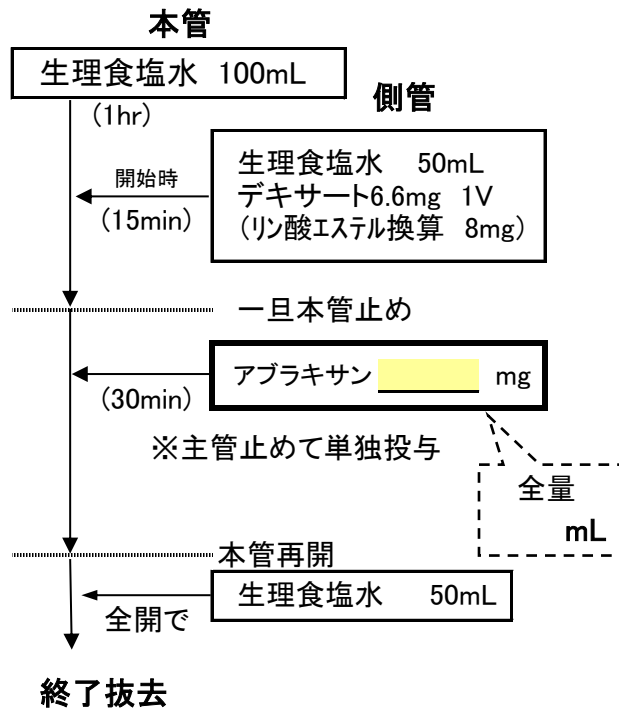 本管
生理食塩水 100mL
(1hr)
側管
生理食塩水 50mL
デキサート6.6mg 1V
(リン酸エステル換算 8mg)
開始時
(15min)
一旦本管止め
アブラキサン mg
(30min)
※主管止めて単独投与
全量
mL
本管再開
生理食塩水 50mL
全開で
終了抜去